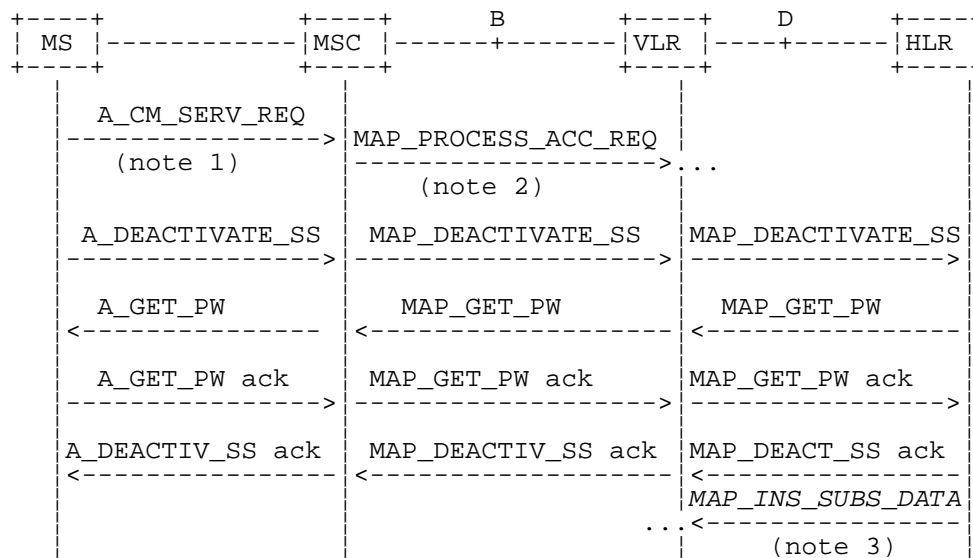 B D
MS MSC VLR HLR
A_CM_SERV_REQ
MAP_PROCESS_ACC_REQ
(note 1) ...
(note 2)
A_DEACTIVATE_SS MAP_DEACTIVATE_SS MAP_DEACTIVATE_SS
A_GET_PW MAP_GET_PW MAP_GET_PW
A_GET_PW ack MAP_GET_PW ack MAP_GET_PW ack
A_DEACTIV_SS ack MAP_DEACTIV_SS ack MAP_DEACT_SS ack
MAP_INS_SUBS_DATA
...
(note 3)